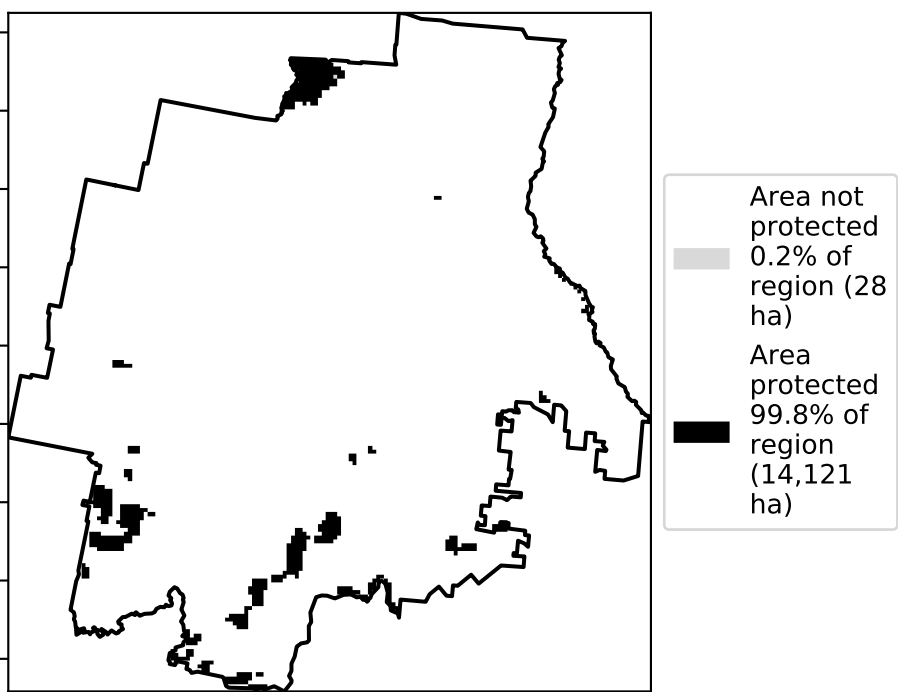 Area not
protected
0.2% of
region (28
ha)
Area
protected
99.8% of
region
(14,121
ha)